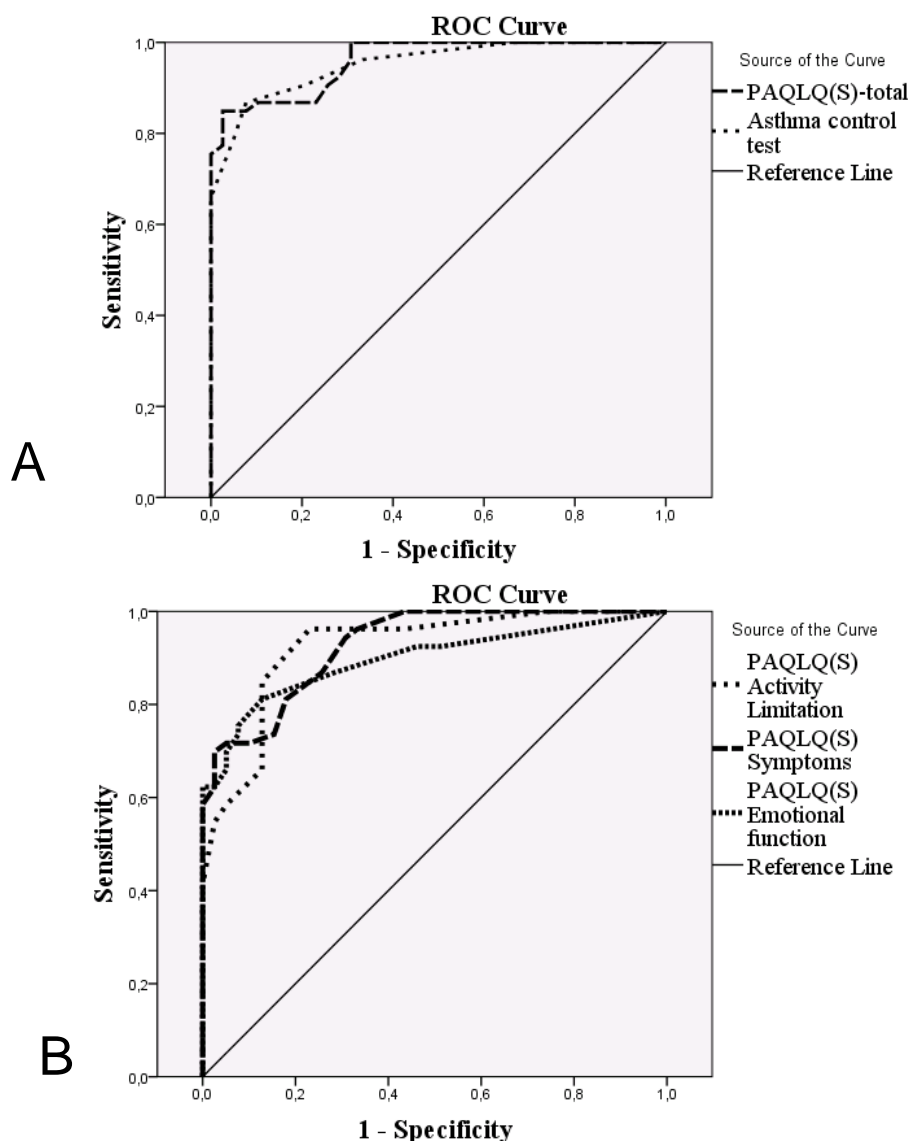 ROC Curve
Source of the Curve
PAQLQ(S)-total
Asthma control
test
Reference Line
1,0
0,8
0,6
0,4
0,2
0,0
Sensitivity
0,0 0,2 0,4 0,6 0,8 1,0
1 - Specificity
A
ROC Curve
Source of the Curve
PAQLQ(S)
Activity
Limitation
PAQLQ(S)
Symptoms
PAQLQ(S)
Emotional
function
Reference Line
1,0
0,8
0,6
0,4
0,2
0,0
Sensitivity
0,0 0,2 0,4 0,6 0,8 1,0
1 - Specificity
B